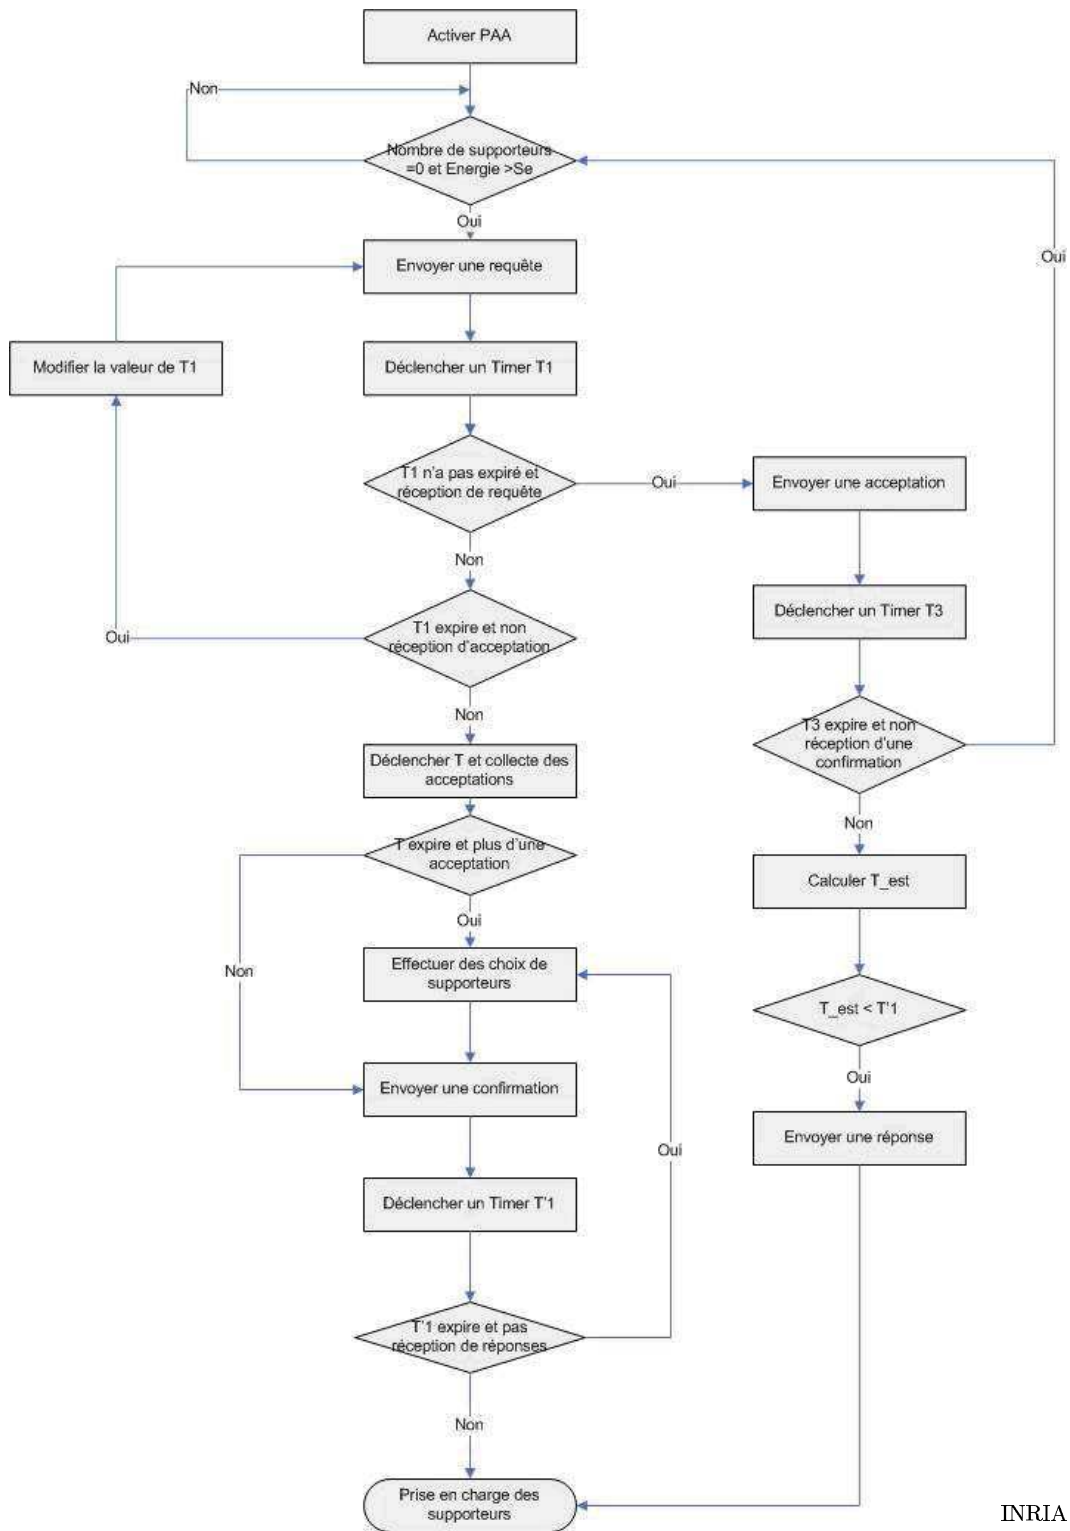 Activer PAA
Non
Nombre de supporteurs
=0 et Energie >Se
Oui
Oui
Envoyer une requête
Modifier la valeur de T1
Déclencher un Timer T1
T1 n'a pas expiré et
réception de requête
Oui
Envoyer une acceptation
Non
Déclencher un Timer T3
T1 expire et non
réception d'acceptation
Oui
Non
T3 expire et non
réception d'une
confirmation
Déclencher T et collecte des
acceptations
Non
T expire et plus d'une
acceptation
Calculer T_est
Oui
Effectuer des choix de
supporteurs
Non
T_est < T'1
Oui
Envoyer une confirmation
Envoyer une réponse
Oui
Déclencher un Timer T'1
T'1 expire et pas
réception de réponses
Non
Prise en charge des
supporteurs
INRIA